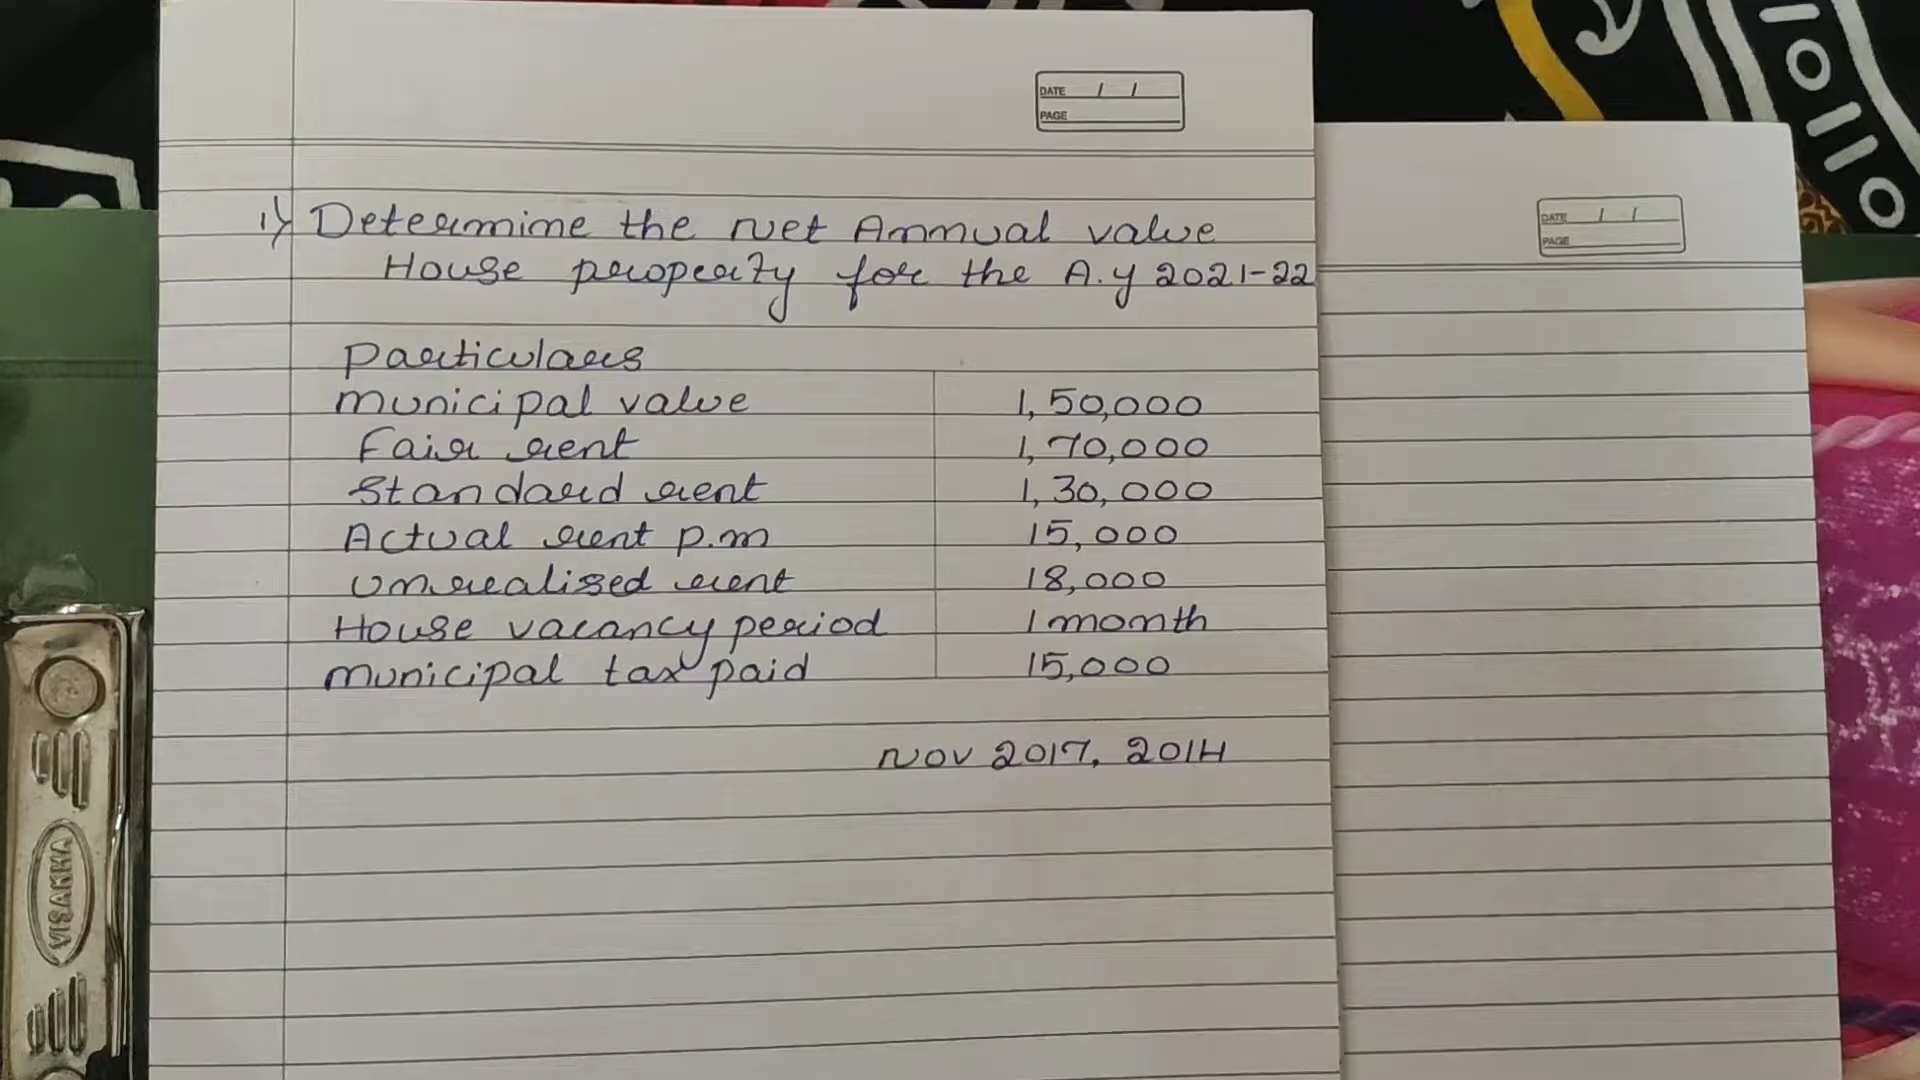 DATE / /
PAGE
DATE / /
PAGE
1) Determine the Net Annual value
House property for the A.y 2021-22
Particulars
municipal value 1,50,000
Fair rent 1,70,000
Standard rent 1,30,000
Actual rent p.m 15,000
unrealised rent 18,000
House vacancy period 1 month
municipal tax paid 15,000
Nov 2017, 2014
VISAKHA